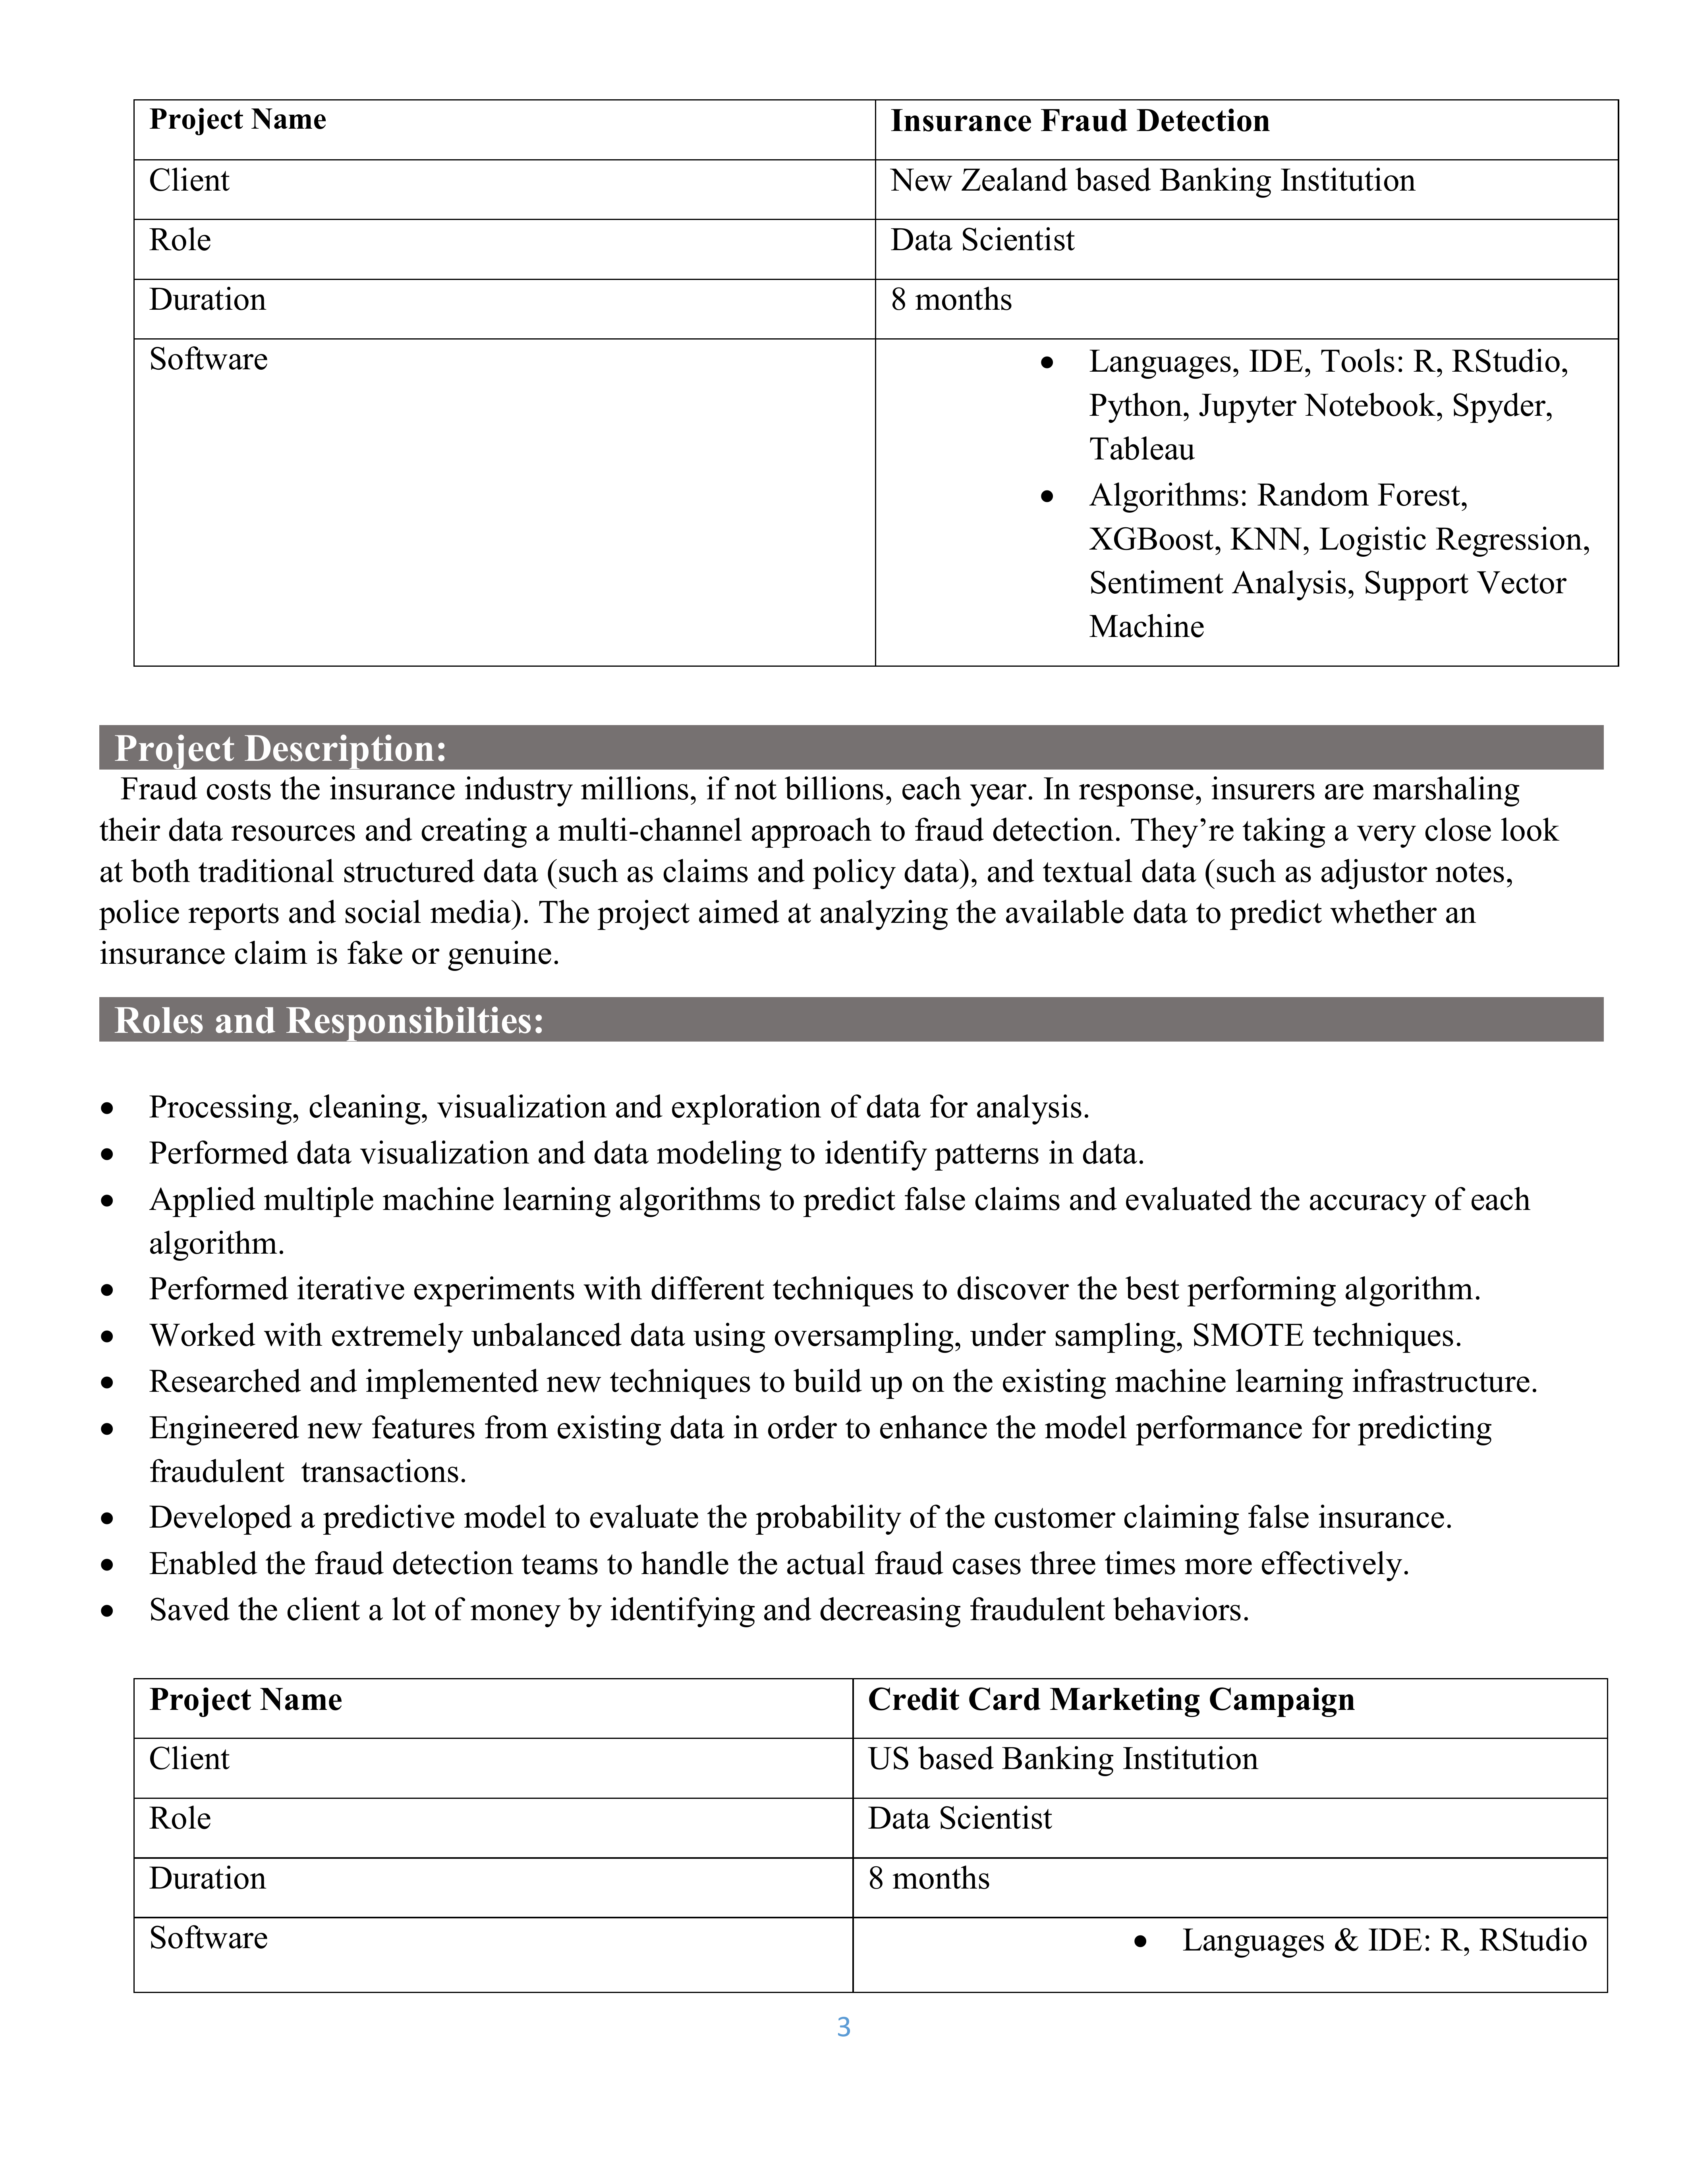 Project Name Insurance Fraud Detection
Client New Zealand based Banking Institution
Role Data Scientist
Duration 8 months
Software • Languages, IDE, Tools: R, RStudio,
Python, Jupyter Notebook, Spyder,
Tableau
• Algorithms: Random Forest,
XGBoost, KNN, Logistic Regression,
Sentiment Analysis, Support Vector
Machine
Project Description:
Fraud costs the insurance industry millions, if not billions, each year. In response, insurers are marshaling
their data resources and creating a multi-channel approach to fraud detection. They’re taking a very close look
at both traditional structured data (such as claims and policy data), and textual data (such as adjustor notes,
police reports and social media). The project aimed at analyzing the available data to predict whether an
insurance claim is fake or genuine.
Roles and Responsibilties:
• Processing, cleaning, visualization and exploration of data for analysis.
• Performed data visualization and data modeling to identify patterns in data.
• Applied multiple machine learning algorithms to predict false claims and evaluated the accuracy of each
algorithm.
• Performed iterative experiments with different techniques to discover the best performing algorithm.
• Worked with extremely unbalanced data using oversampling, under sampling, SMOTE techniques.
• Researched and implemented new techniques to build up on the existing machine learning infrastructure.
• Engineered new features from existing data in order to enhance the model performance for predicting
fraudulent  transactions.
• Developed a predictive model to evaluate the probability of the customer claiming false insurance.
• Enabled the fraud detection teams to handle the actual fraud cases three times more effectively.
• Saved the client a lot of money by identifying and decreasing fraudulent behaviors.
Project Name Credit Card Marketing Campaign
Client US based Banking Institution
Role Data Scientist
Duration 8 months
Software • Languages & IDE: R, RStudio
3